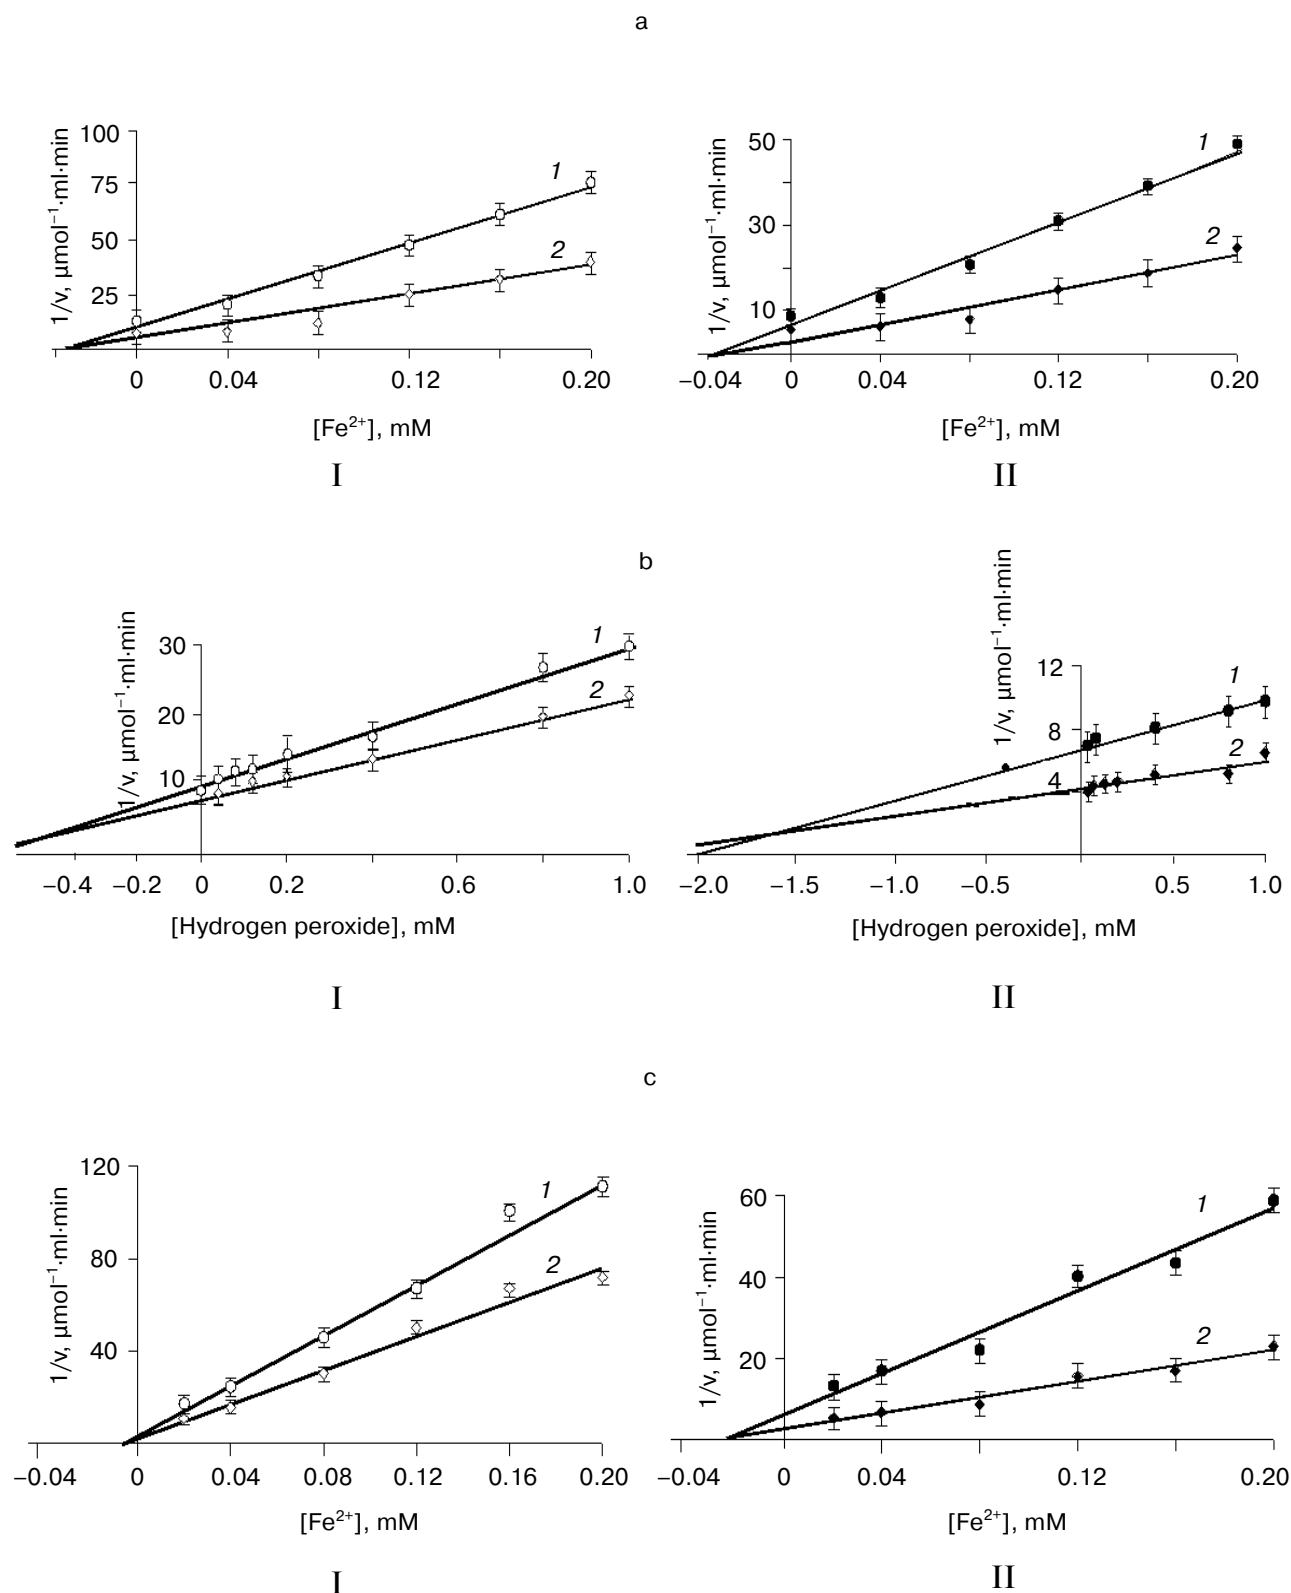 a
1/v, µmol⁻¹·ml·min
100
75
50
25
1
2
0 0.04 0.12 0.20
[Fe²⁺], mM
I
1/v, µmol⁻¹·ml·min
50
30
10
1
2
−0.04 0 0.04 0.12 0.20
[Fe²⁺], mM
II
b
1/v, µmol⁻¹·ml·min
30
20
10
1
2
−0.4 −0.2 0 0.2 0.6 1.0
[Hydrogen peroxide], mM
I
1/v, µmol⁻¹·ml·min
12
8
4
1
2
−2.0 −1.5 −1.0 −0.5 0.5 1.0
[Hydrogen peroxide], mM
II
c
1/v, µmol⁻¹·ml·min
120
80
40
1
2
−0.04 0 0.04 0.08 0.12 0.16 0.20
[Fe²⁺], mM
I
1/v, µmol⁻¹·ml·min
60
40
20
1
2
−0.04 0 0.04 0.12 0.20
[Fe²⁺], mM
II